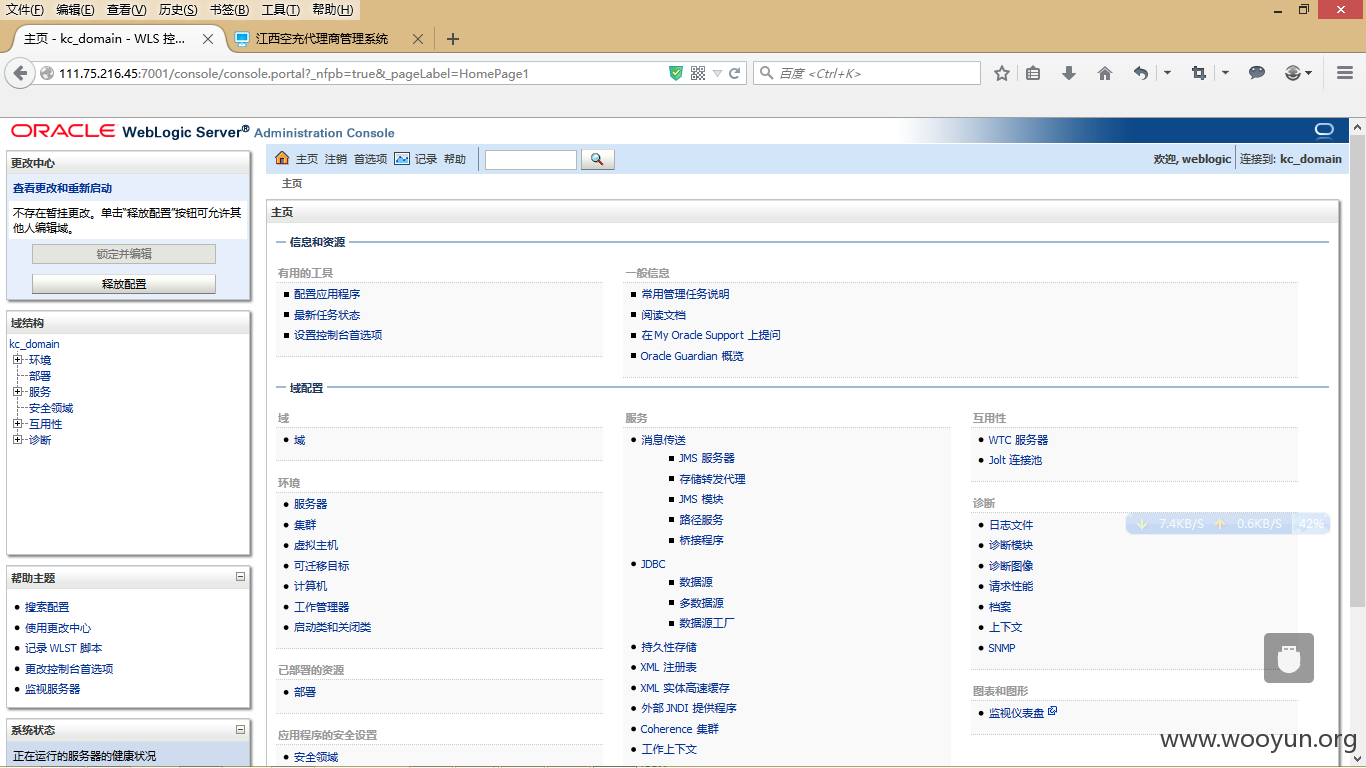 文件(F) 编辑(E) 查看(V) 历史(S) 书签(B) 工具(T) 帮助(H)
主页 - kc_domain - WLS 控...
江西空充代理商管理系统
111.75.216.45:7001/console/console.portal?_nfpb=true&_pageLabel=HomePage1
百度 <Ctrl+K>
ORACLE WebLogic Server® Administration Console
更改中心
查看更改和重新启动
不存在暂挂更改。单击“释放配置”按钮可允许其
他人编辑域。
锁定并编辑
释放配置
域结构
kc_domain
环境
部署
服务
安全领域
互用性
诊断
帮助主题
搜索配置
使用更改中心
记录 WLST 脚本
更改控制台首选项
监视服务器
系统状态
正在运行的服务器的健康状况
主页 注销 首选项 记录 帮助
欢迎, weblogic 连接到: kc_domain
主页
主页
信息和资源
有用的工具
配置应用程序
最新任务状态
设置控制台首选项
一般信息
常用管理任务说明
阅读文档
在My Oracle Support 上提问
Oracle Guardian 概览
域配置
域
域
环境
服务器
集群
虚拟主机
可迁移目标
计算机
工作管理器
启动类和关闭类
已部署的资源
部署
应用程序的安全设置
安全领域
服务
消息传送
JMS 服务器
存储转发代理
JMS 模块
路径服务
桥接程序
JDBC
数据源
多数据源
数据源工厂
持久性存储
XML 注册表
XML 实体高速缓存
外部 JNDI 提供程序
Coherence 集群
工作上下文
互用性
WTC 服务器
Jolt 连接池
诊断
日志文件
诊断模块
诊断图像
请求性能
档案
上下文
SNMP
图表和图形
监视仪表盘
7.4KB/S 0.6KB/S 42%
www.wooyun.org